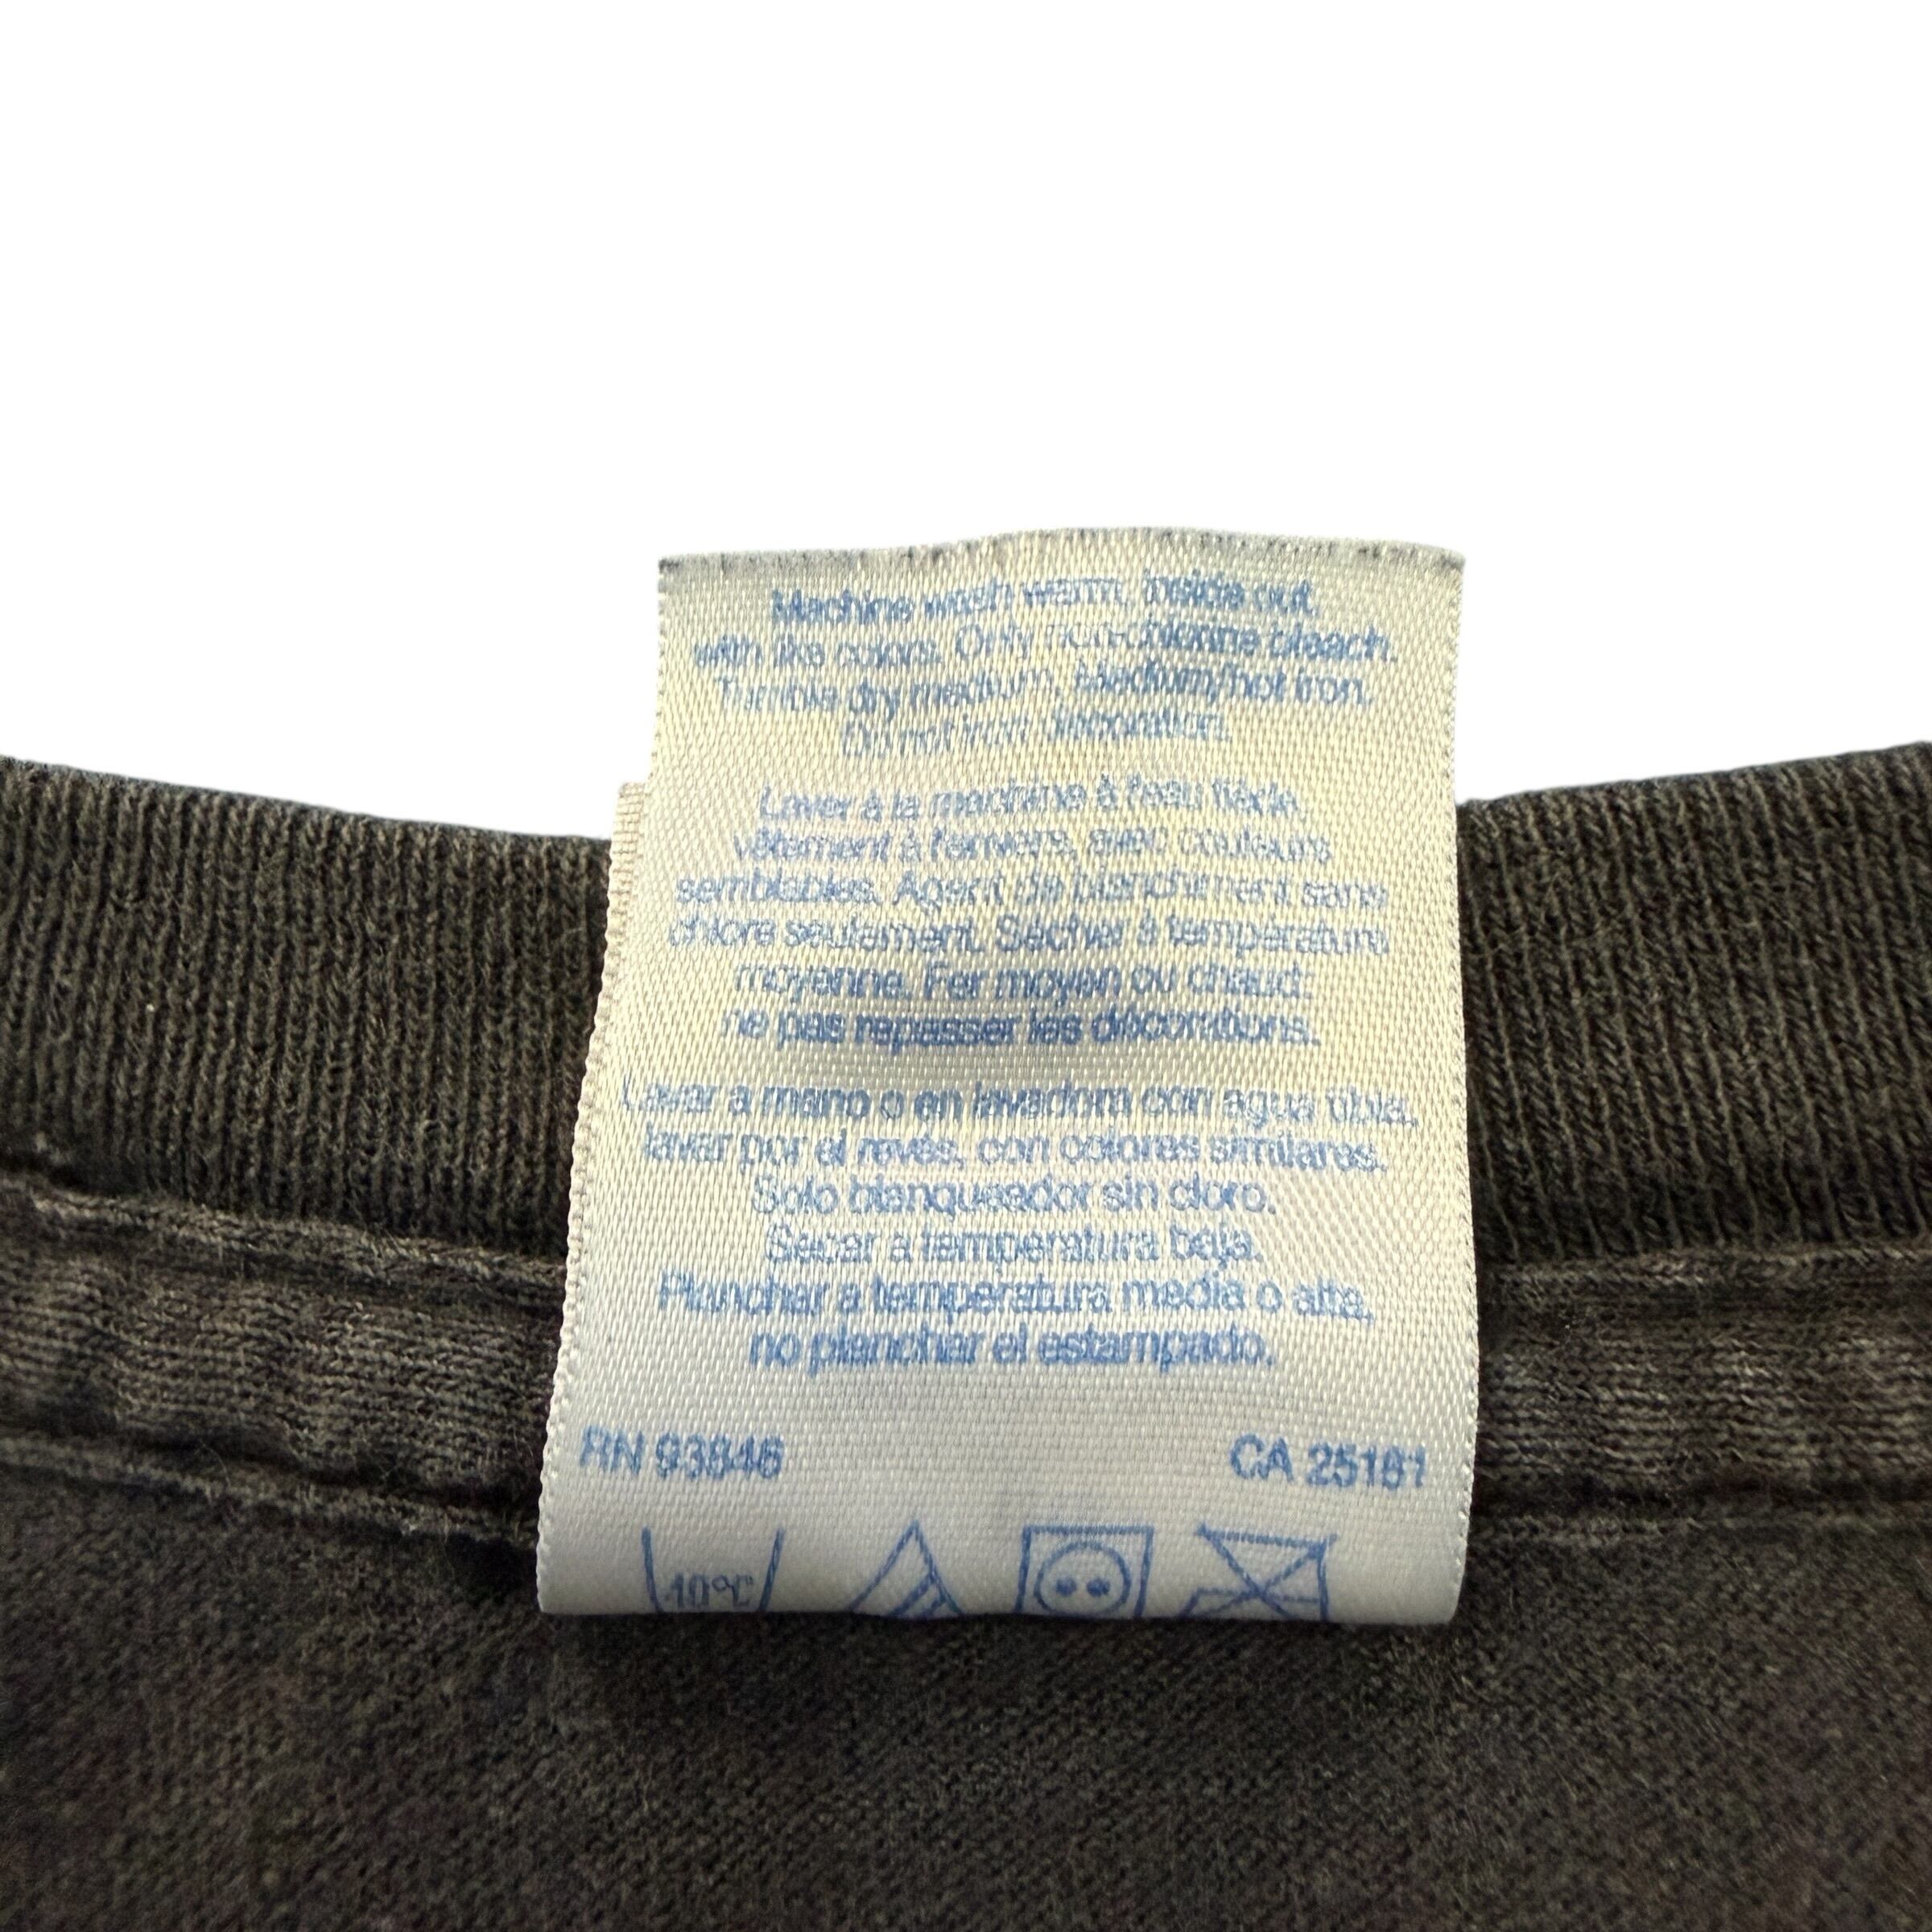 Machine wash warm, inside out,
with like colors. Only non-chlorine bleach.
Tumble dry medium. Medium/hot iron.
Do not iron decoration.
Laver à la machine à l'eau tiède,
vêtement à l'envers, avec couleurs
semblables. Agent de blanchiment sans
chlore seulement. Sécher à température
moyenne. Fer moyen ou chaud;
ne pas repasser les décorations.
Lavar a mano o en lavadora con agua tibia,
lavar por el revés, con colores similares.
Solo blanqueador sin cloro.
Secar a temperatura baja.
Planchar a temperatura media o alta,
no planchar el estampado.
RN 93846 CA 25181
40°C